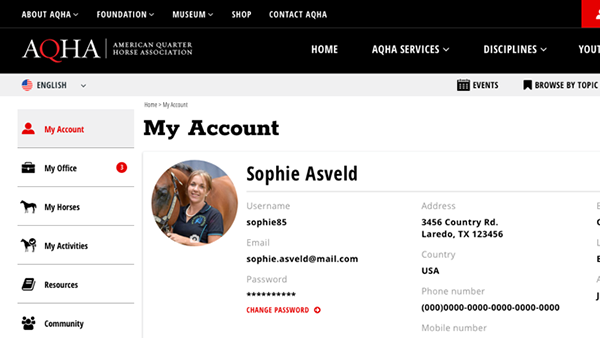 ABOUT AQHA FOUNDATION MUSEUM SHOP CONTACT AQHA
AQHA AMERICAN QUARTER
HORSE ASSOCIATION
HOME AQHA SERVICES DISCIPLINES YOUT
ENGLISH EVENTS BROWSE BY TOPIC
Home > My Account
My Account
My Office 3
My Horses
My Activities
Resources
Community
My Account
Sophie Asveld
Username
sophie85
Email
sophie.asveld@mail.com
Password
**********
CHANGE PASSWORD
Address
3456 Country Rd.
Laredo, TX 123456
Country
USA
Phone number
(000)0000-0000-0000-0000-0000
Mobile number